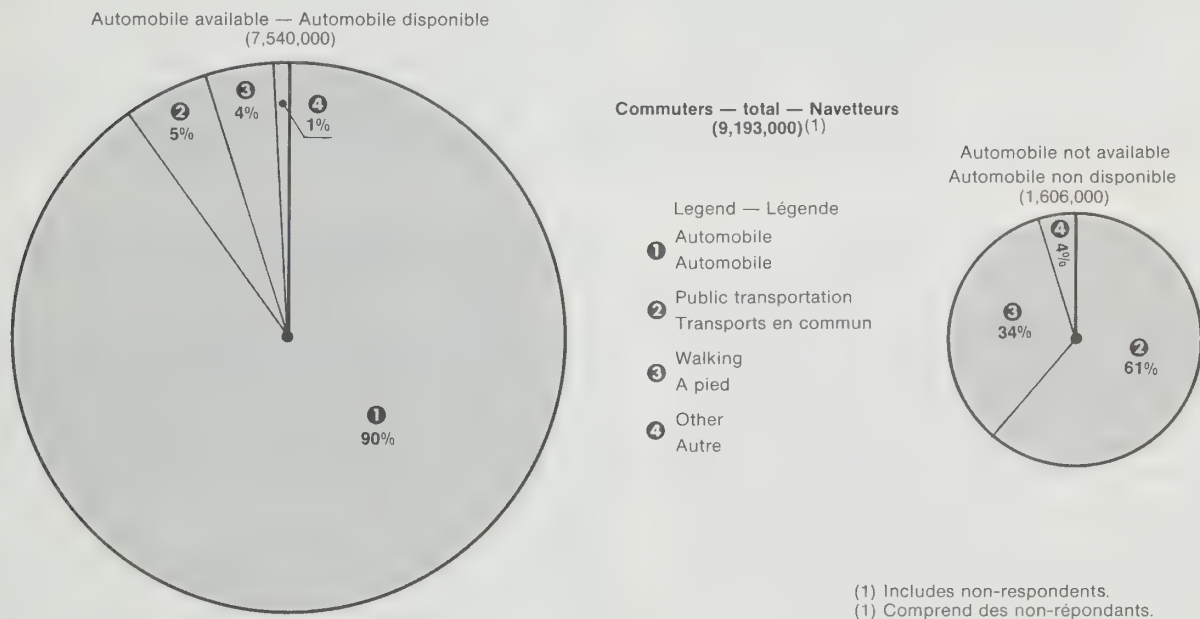 Automobile available — Automobile disponible
(7,540,000)
❷
5%
❸
4%
❹
1%
❶
90%
Commuters — total — Navetteurs
(9,193,000)(1)
Legend — Légende
❶ Automobile
Automobile
❷ Public transportation
Transports en commun
❸ Walking
A pied
❹ Other
Autre
Automobile not available
Automobile non disponible
(1,606,000)
❹
4%
❸
34%
❷
61%
(1) Includes non-respondents.
(1) Comprend des non-répondants.